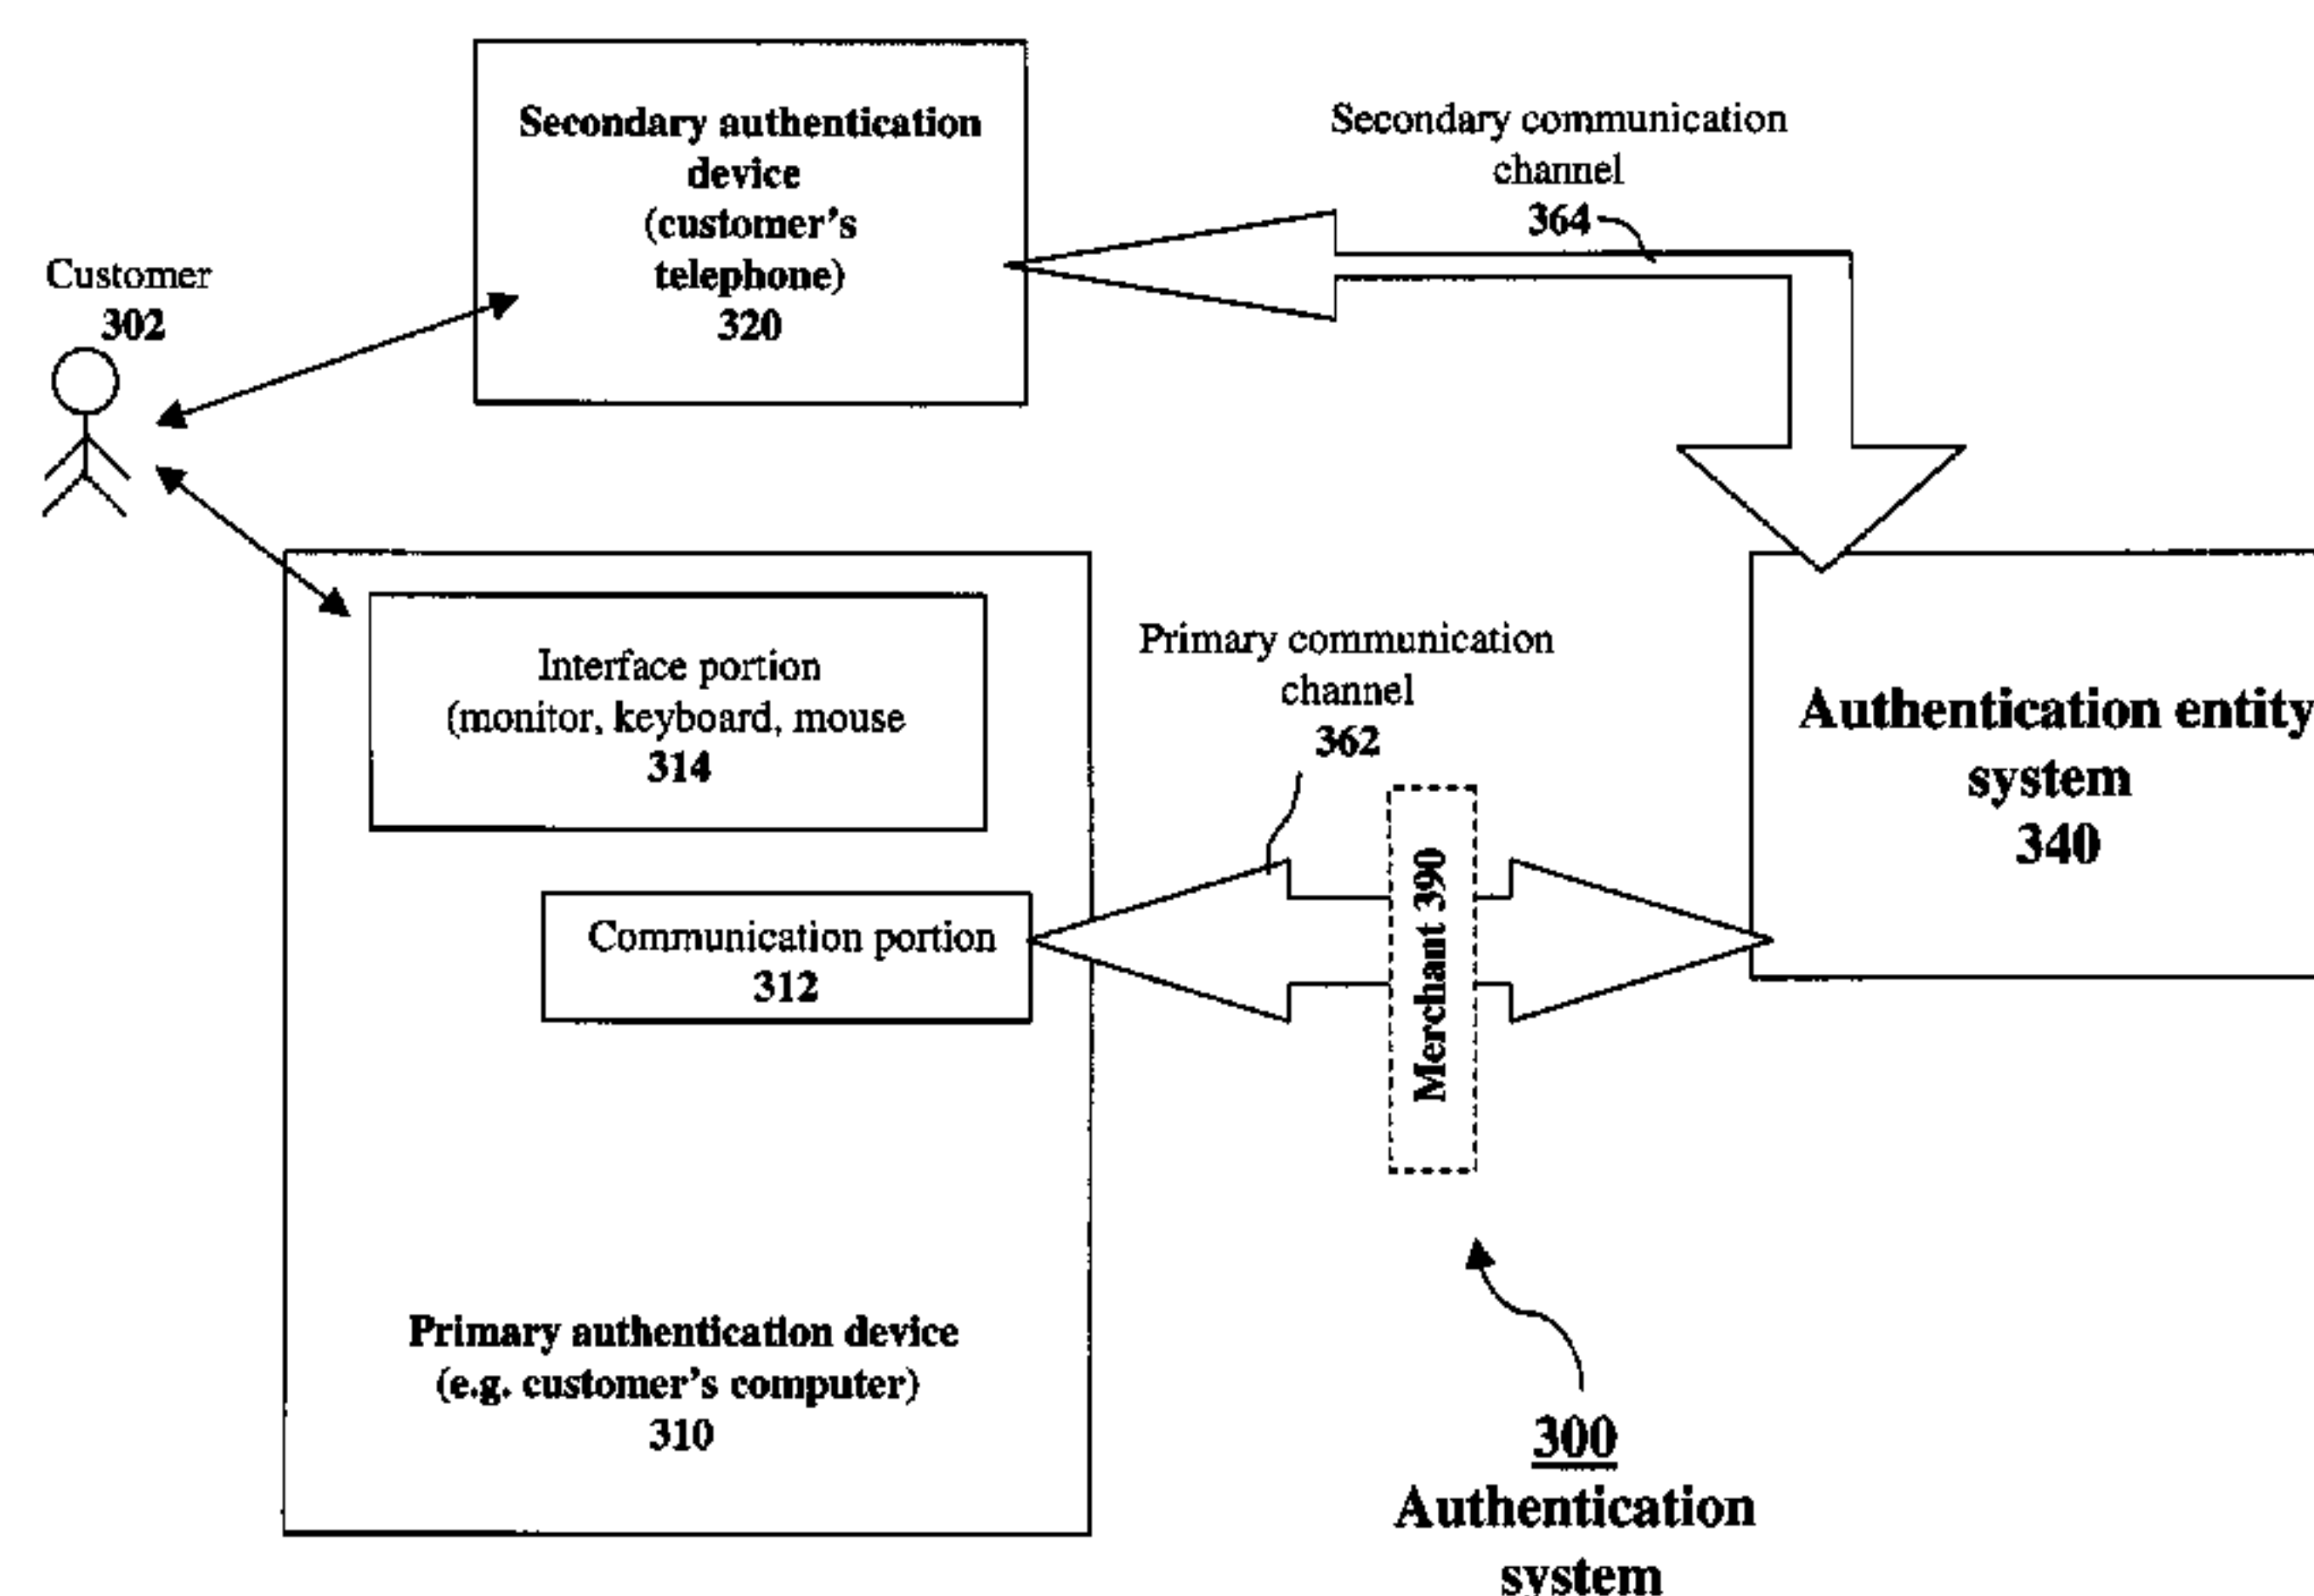 Secondary authentication
device
(customer's
telephone)
320
Secondary communication
channel
364
Customer
302
Interface portion
(monitor, keyboard, mouse
314
Primary communication
channel
362
Authentication entity
system
340
Communication portion
312
Merchant 390
Primary authentication device
(e.g. customer's computer)
310
300
Authentication
system